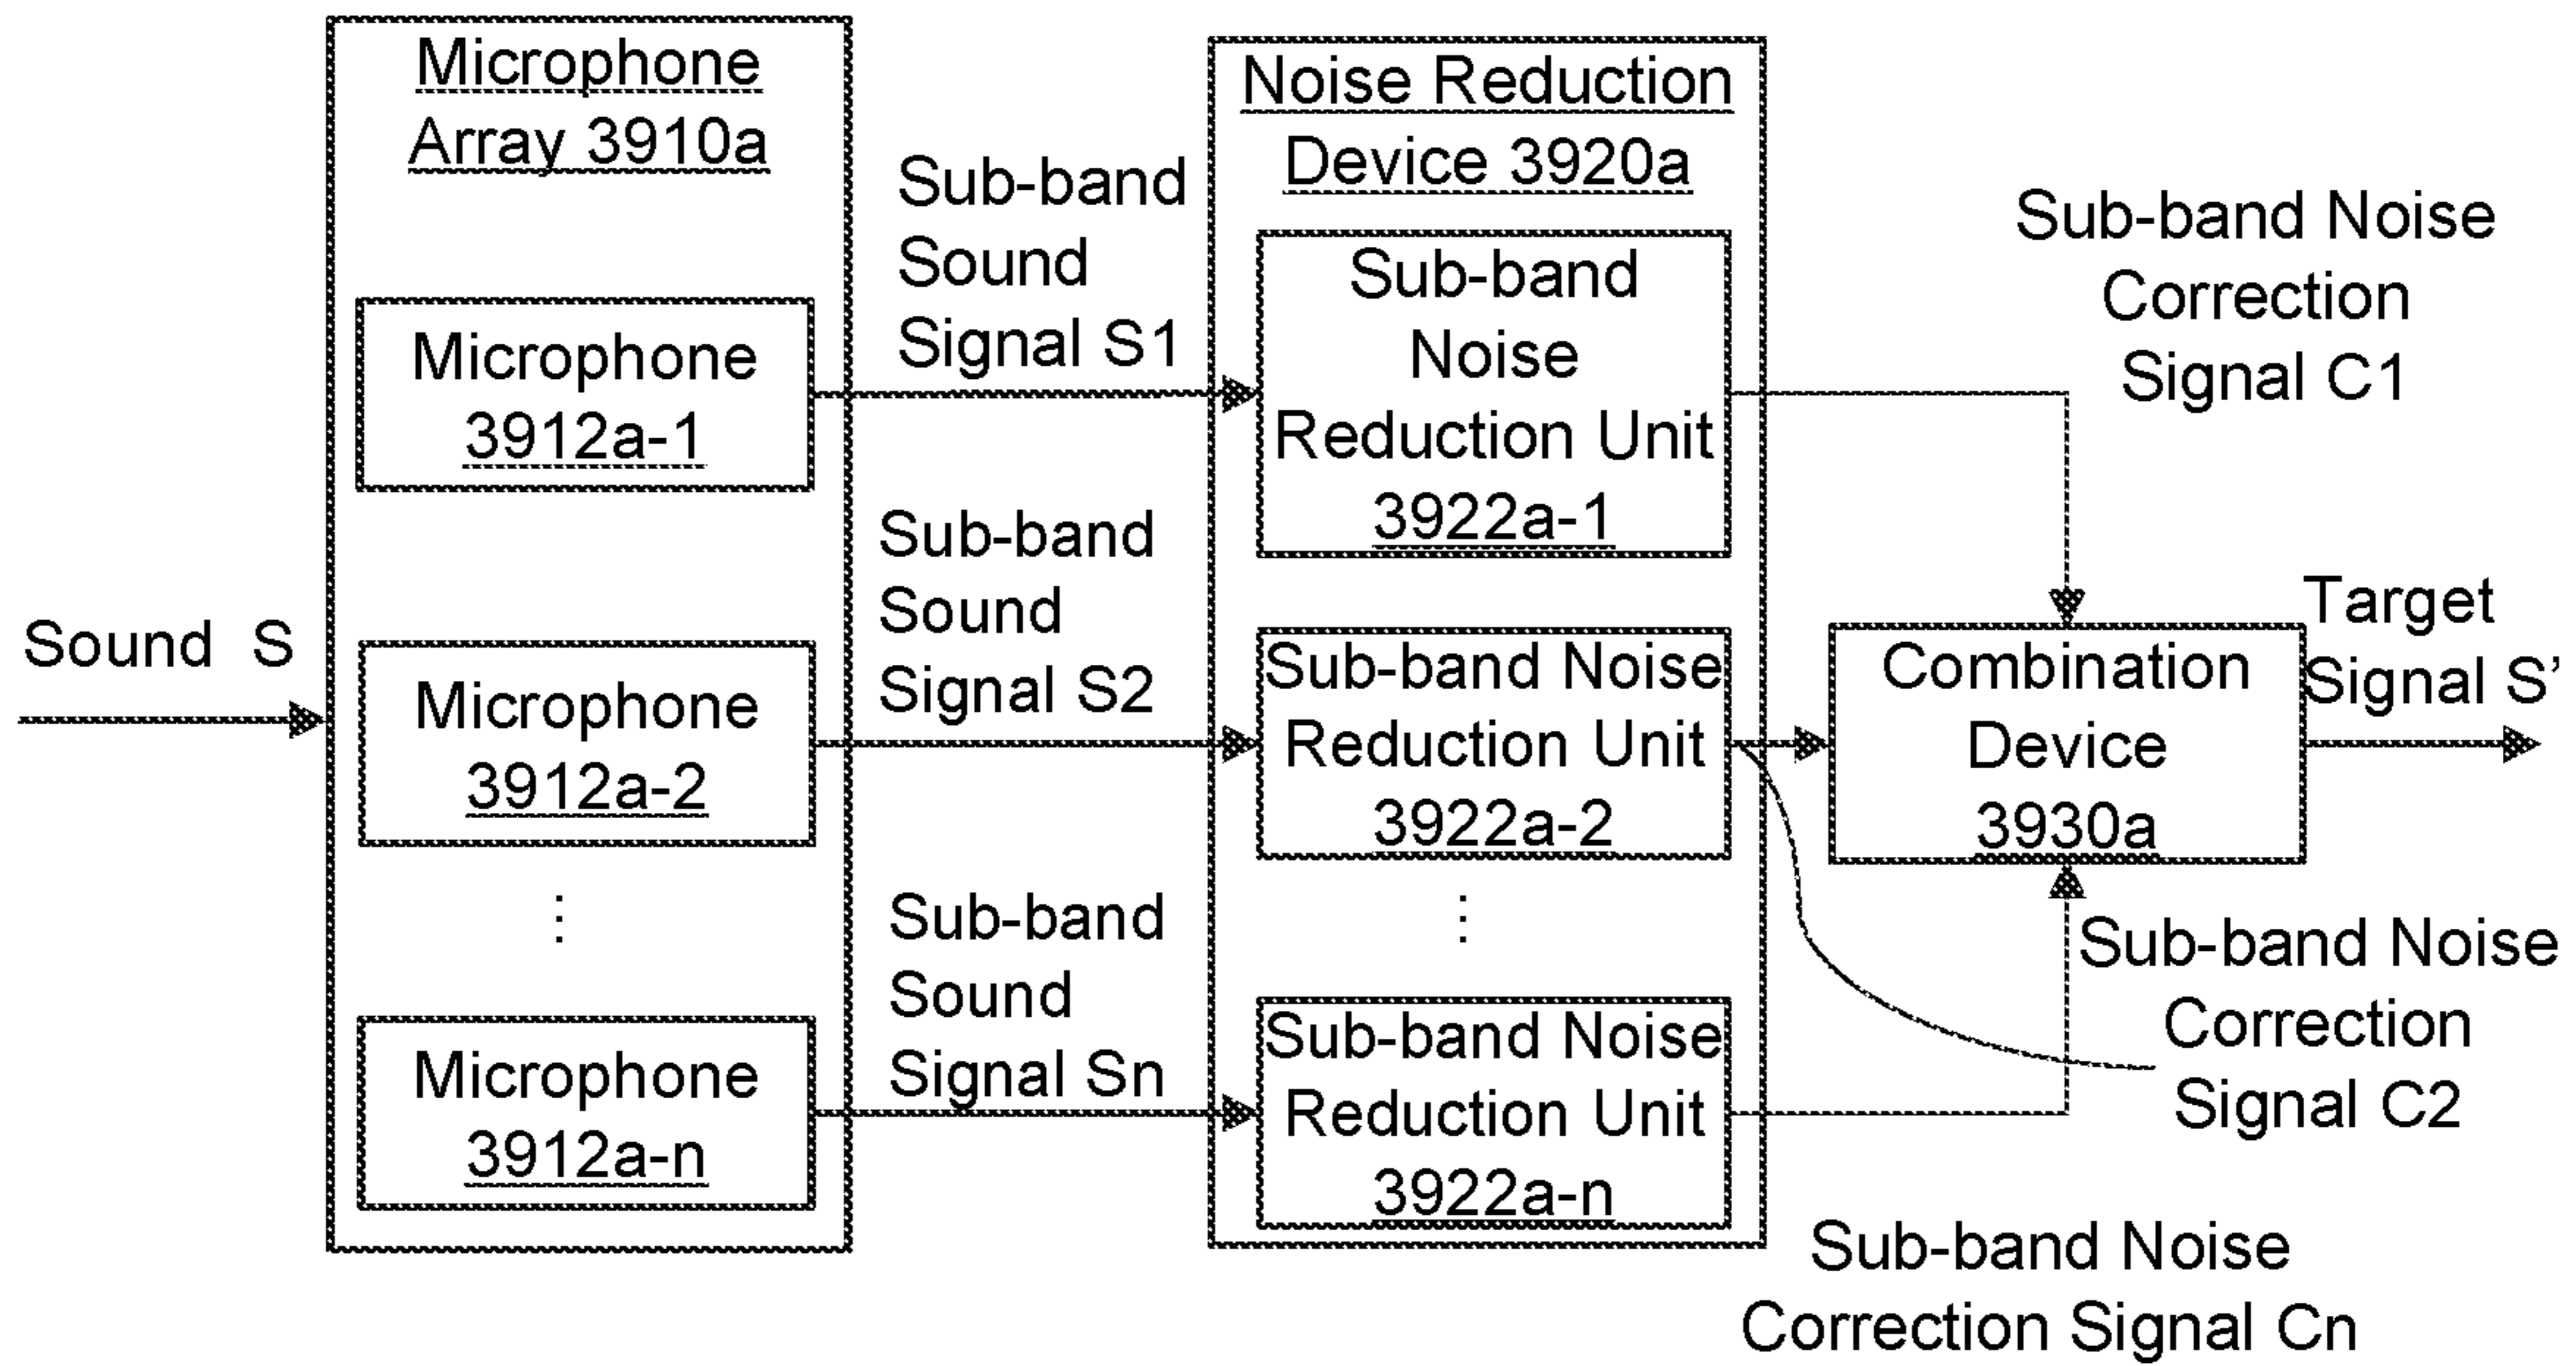 Microphone
Array 3910a
Noise Reduction
Device 3920a
Sub-band
Sound
Signal S1
Sub-band Noise
Correction
Signal C1
Microphone
3912a-1
Sub-band
Noise
Reduction Unit
3922a-1
Sub-band
Sound
Signal S2
Sound S
Microphone
3912a-2
Sub-band Noise
Reduction Unit
3922a-2
Combination
Device
3930a
Target
Signal S’
⋮
⋮
Sub-band
Sound
Signal Sn
Sub-band Noise
Correction
Signal C2
Microphone
3912a-n
Sub-band Noise
Reduction Unit
3922a-n
Sub-band Noise
Correction Signal Cn